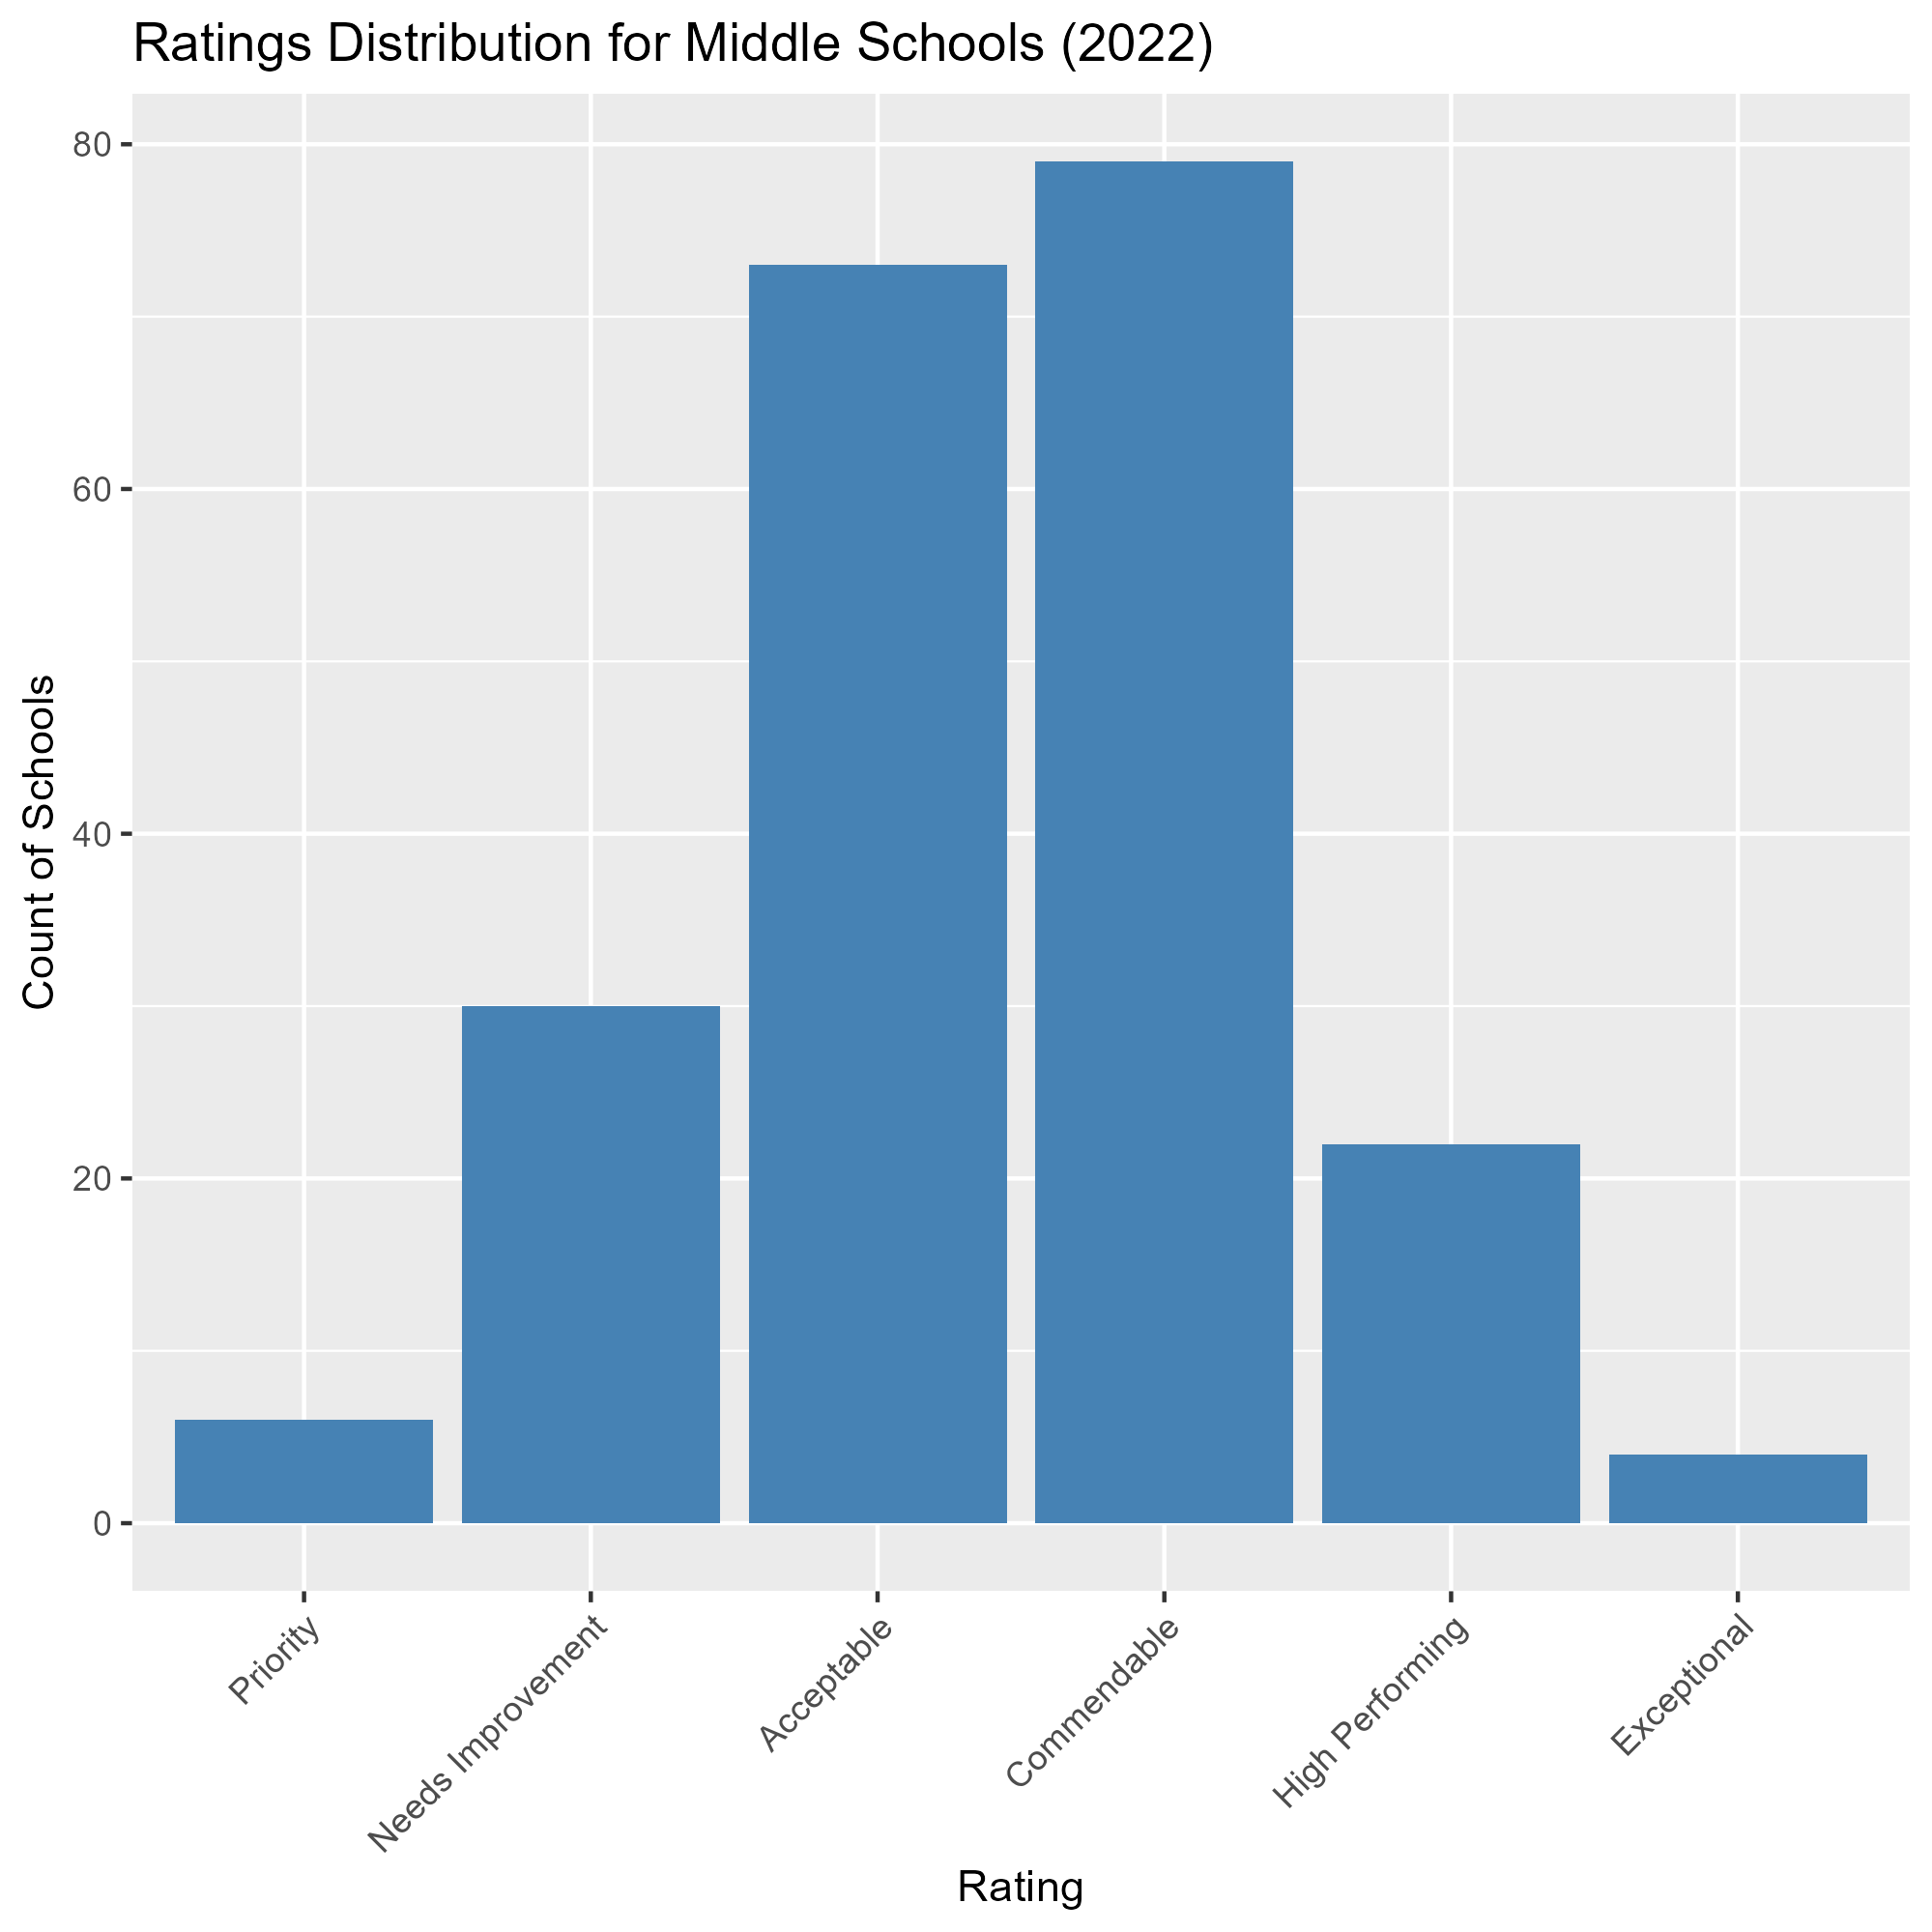 Ratings Distribution for Middle Schools (2022)
Count of Schools
80
60
40
20
0
Priority
Needs Improvement
Acceptable
Commendable
High Performing
Exceptional
Rating